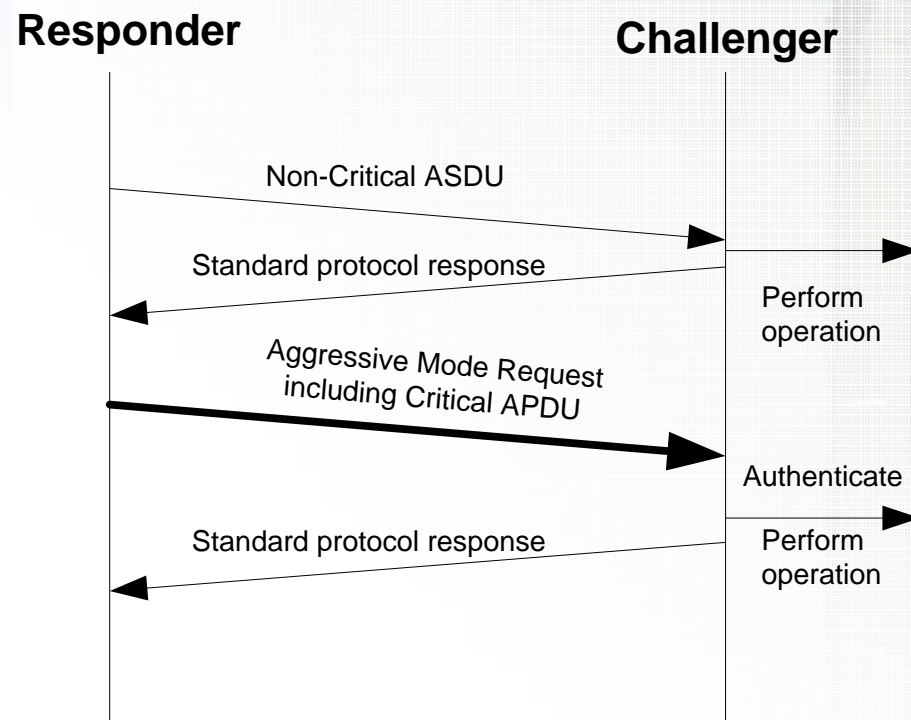 Responder
Challenger
Non-Critical ASDU
Standard protocol response
Perform
operation
Aggressive Mode Request
including Critical APDU
Authenticate
Standard protocol response
Perform
operation